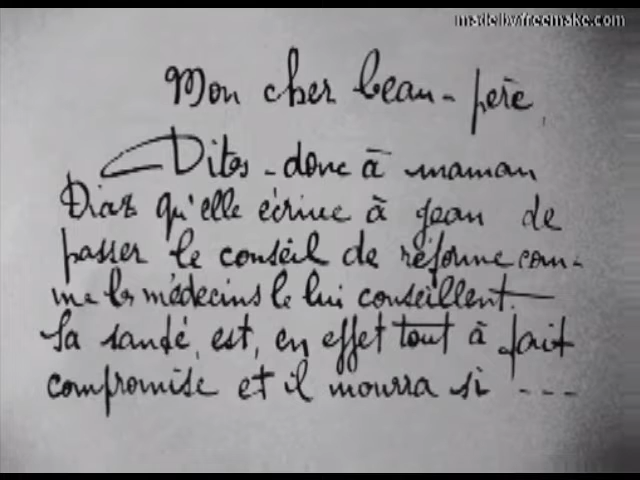 madelbyfreemake.com
Mon cher beau-père,
Dites-donc à maman
Diaz qu'elle écrive à Jean de
passer le conseil de réforme com-
me les médecins le lui conseillent.
Sa santé, est, en effet tout à fait
compromise et il mourra si ---